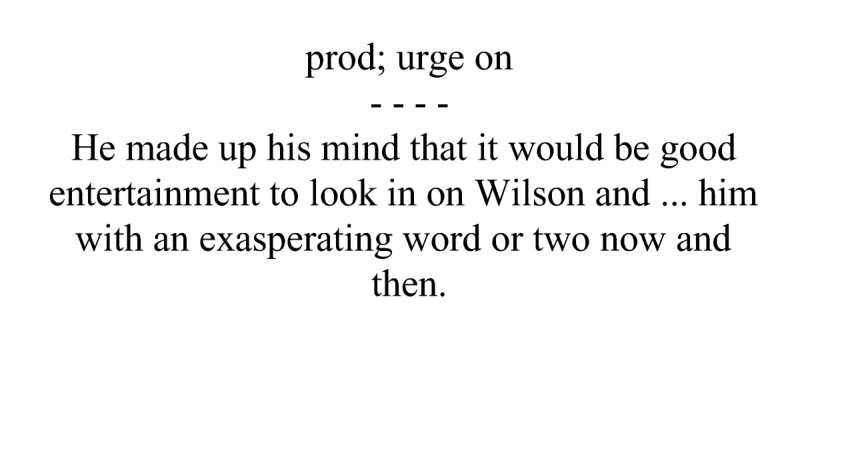 prod; urge on
- - - -
He made up his mind that it would be good
entertainment to look in on Wilson and ... him
with an exasperating word or two now and
then.